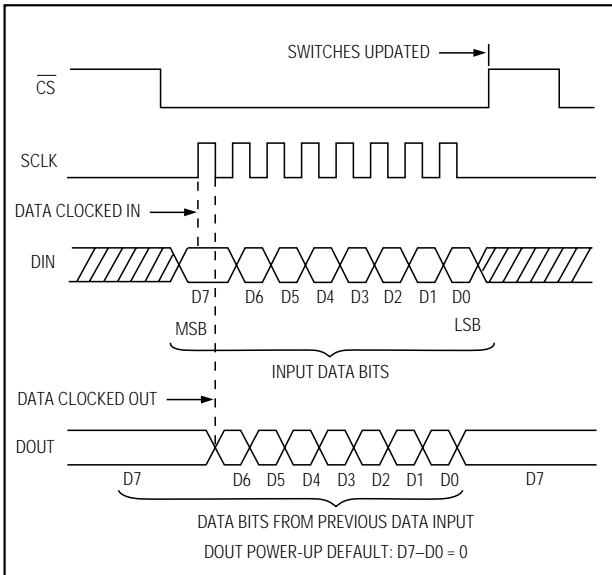 SWITCHES UPDATED
CS
SCLK
DATA CLOCKED IN
DIN
D7 D6 D5 D4 D3 D2 D1 D0
MSB LSB
INPUT DATA BITS
DATA CLOCKED OUT
DOUT
D7 D6 D5 D4 D3 D2 D1 D0 D7
DATA BITS FROM PREVIOUS DATA INPUT
DOUT POWER-UP DEFAULT: D7–D0 = 0